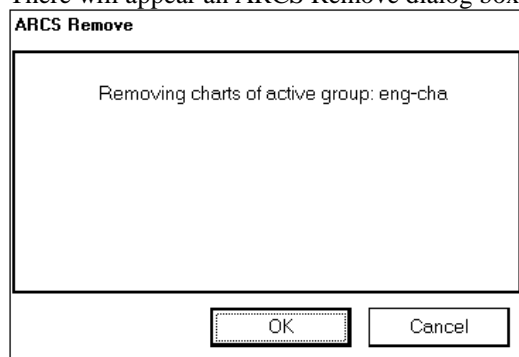 There will appear an ARCS Remove dialog box
ARCS Remove
Removing charts of active group: eng-cha
OK
Cancel